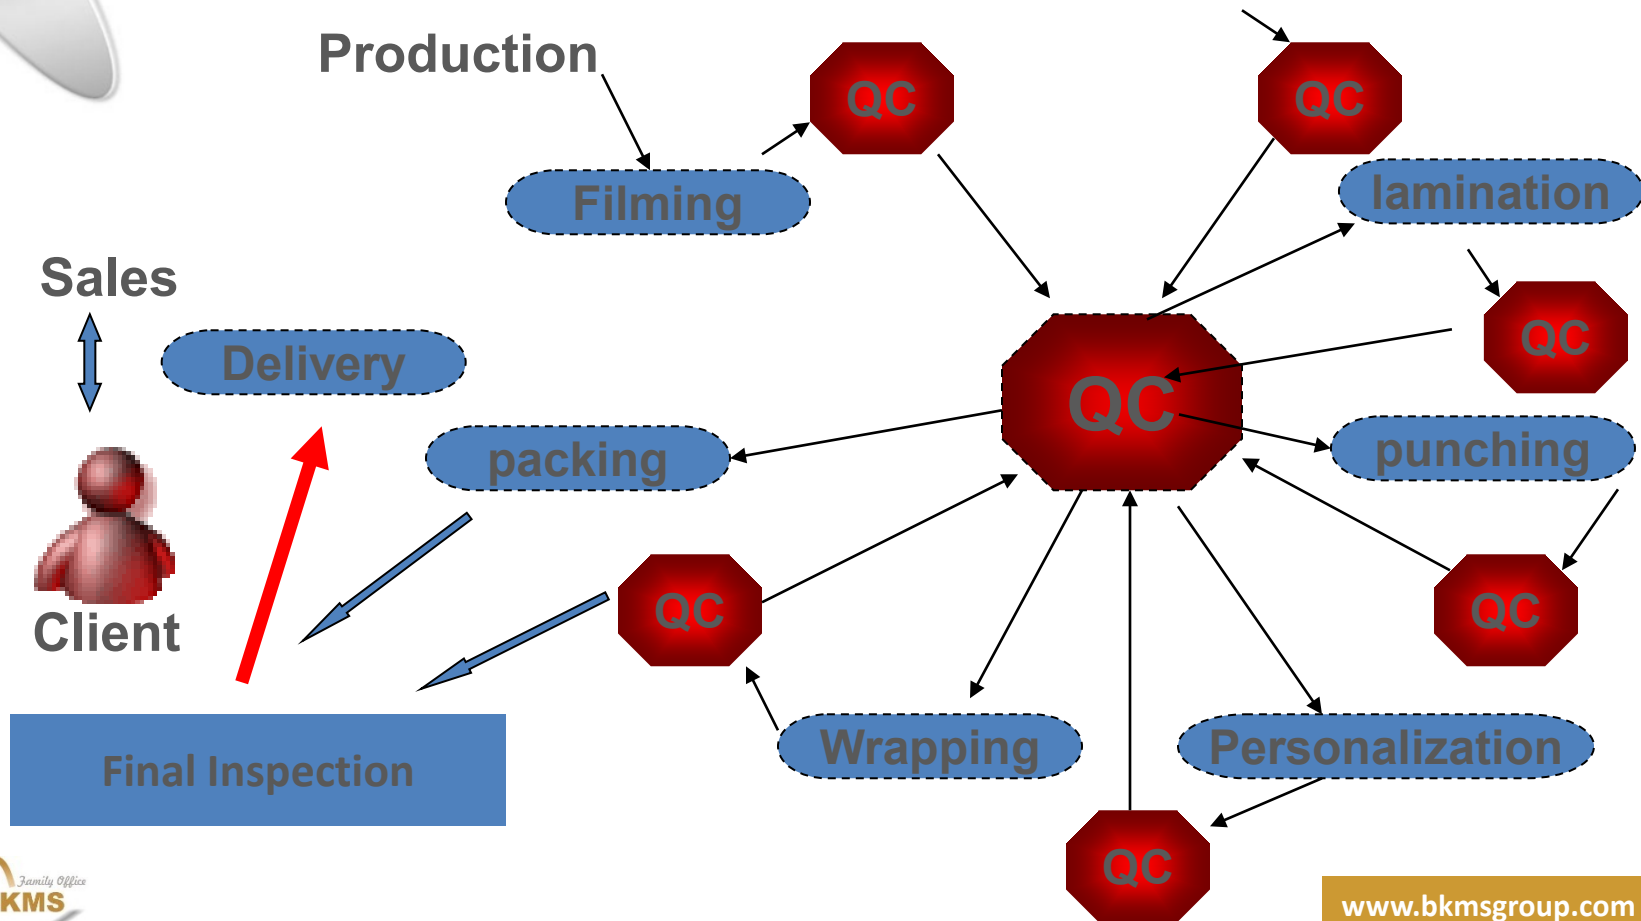 Production
QC
QC
Filming
lamination
Sales
Delivery
QC
QC
packing
punching
Client
QC
QC
Final Inspection
Wrapping
Personalization
QC
Family Office
KMS
www.bkmsgroup.com